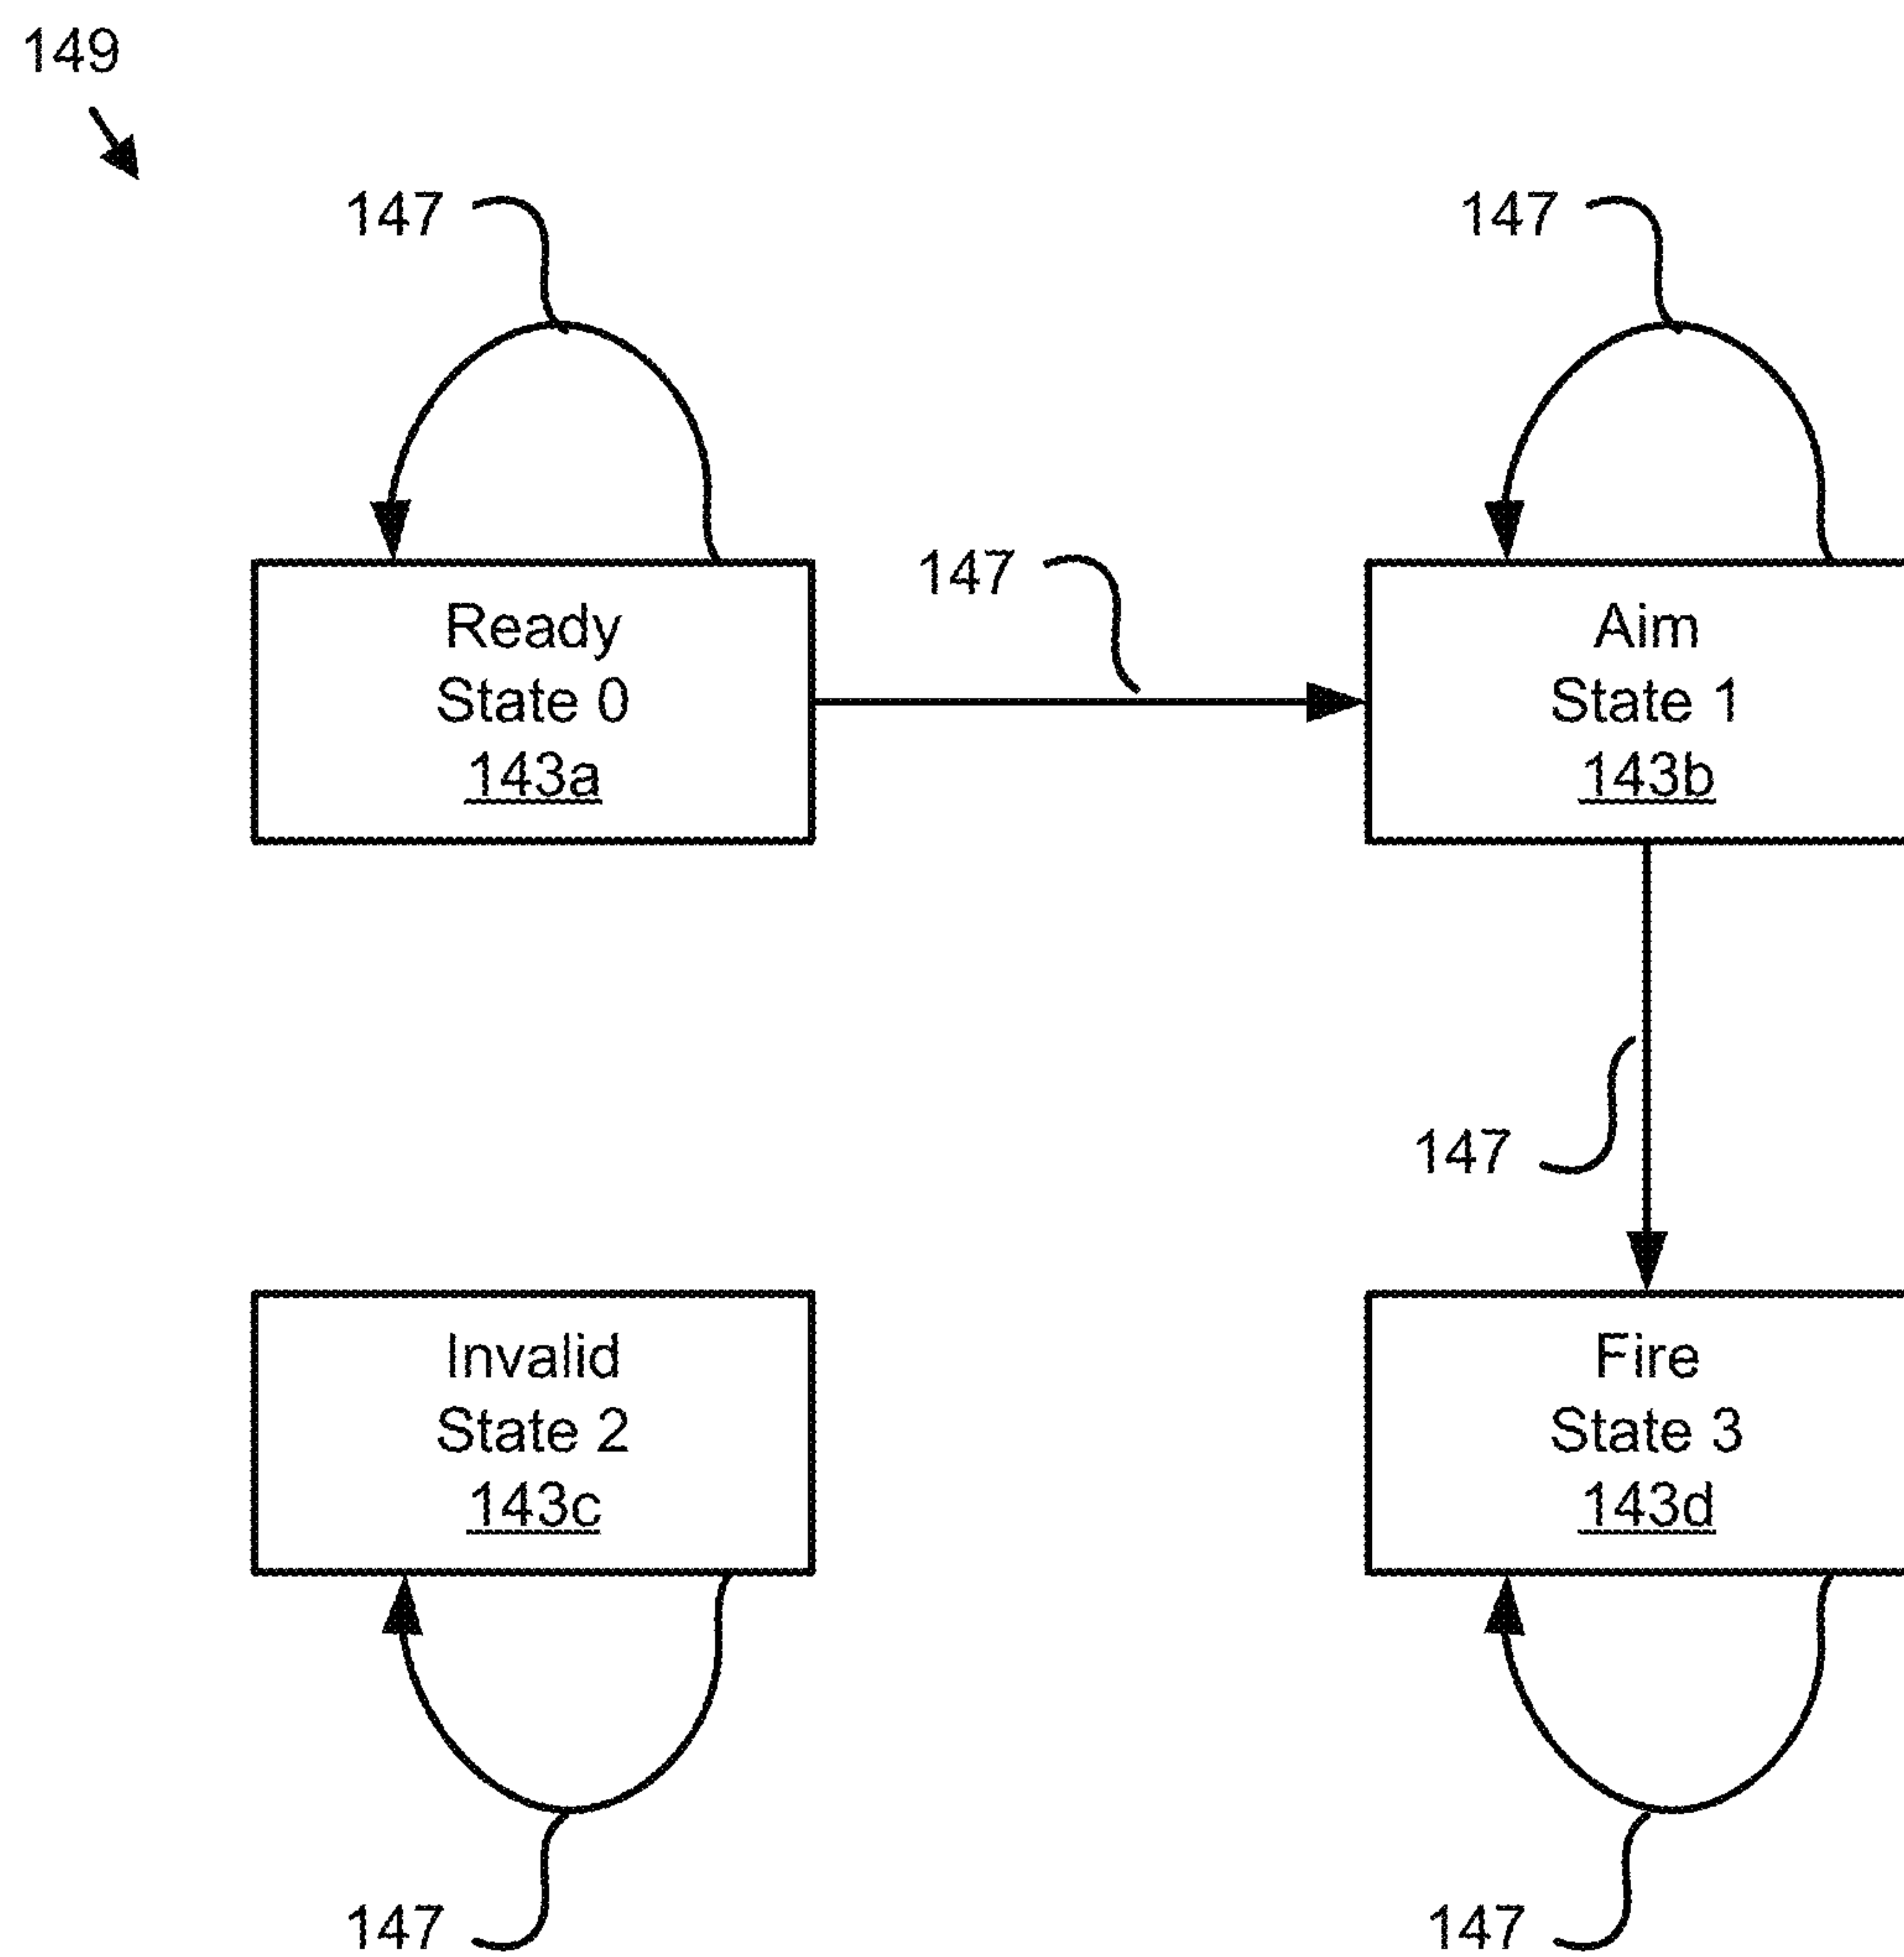 149
147
147
147
Ready
State 0
143a
Aim
State 1
143b
147
Invalid
State 2
143c
Fire
State 3
143d
147
147